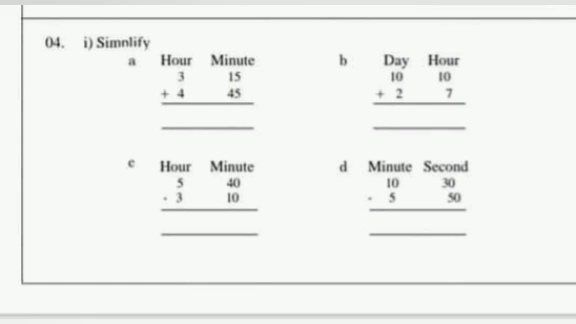 04. i) Simnlify
a Hour Minute b Day Hour
3 15 10 10
+ 4 45 + 2 7
c Hour Minute d Minute Second
5 40 10 30
- 3 10 - 5 50